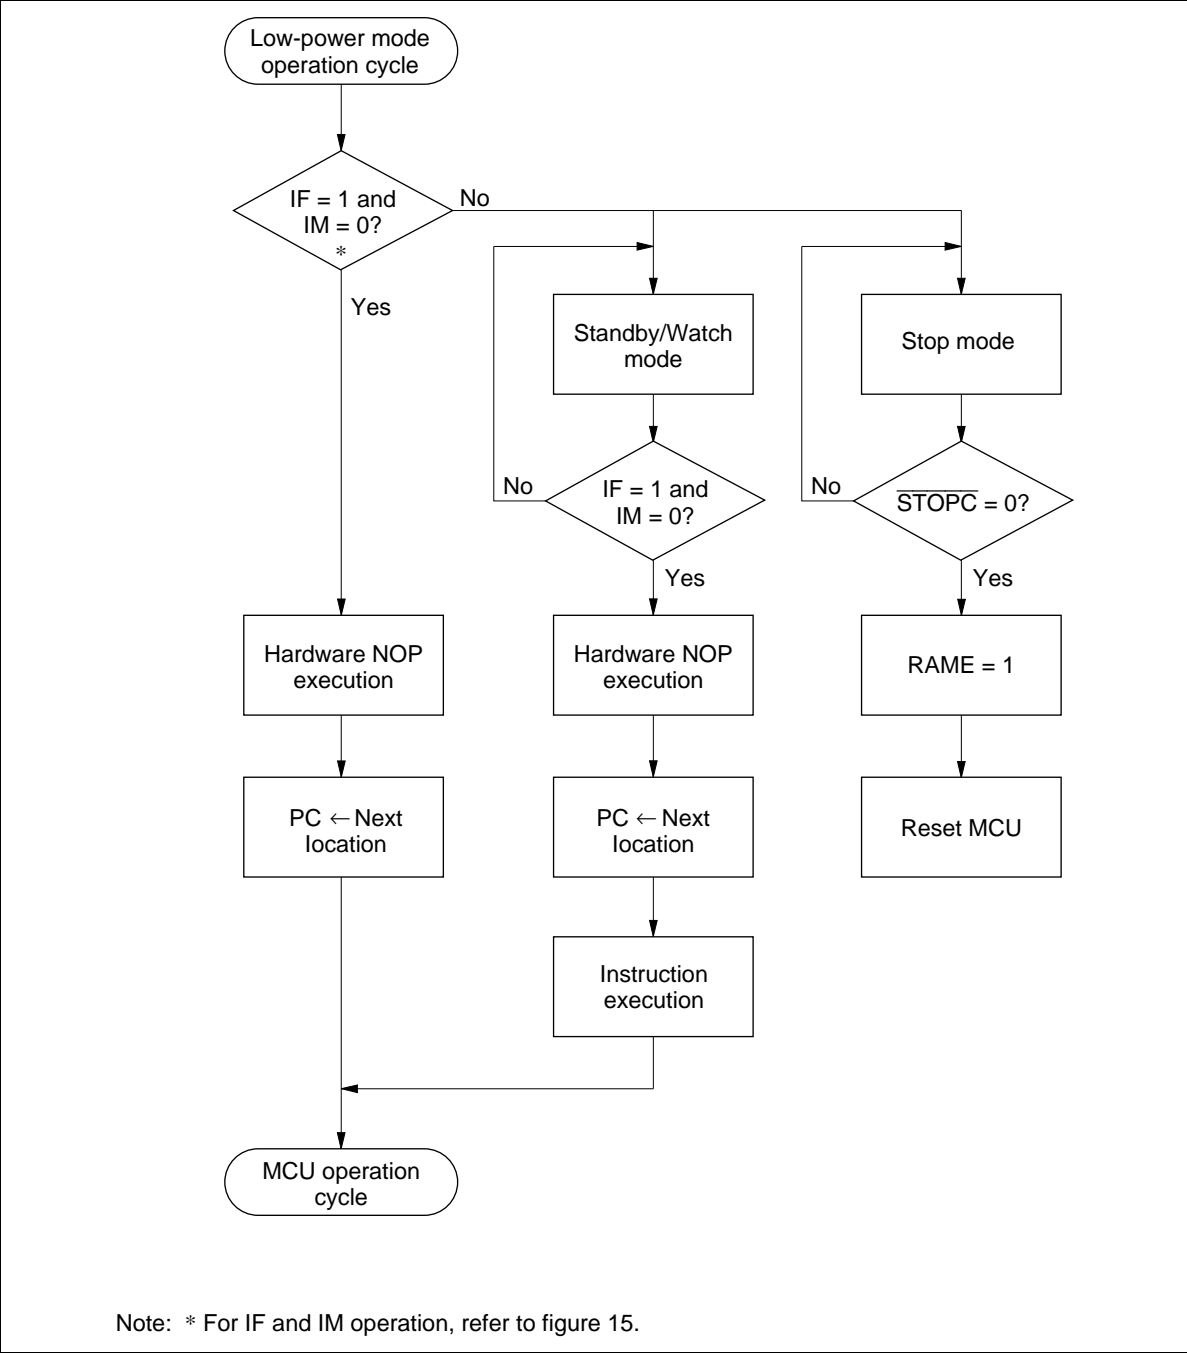 Low-power mode
operation cycle
IF = 1 and
IM = 0?
*
No
Yes
Standby/Watch
mode
Stop mode
No
IF = 1 and
IM = 0?
Yes
No
S̅T̅O̅P̅C̅ = 0?
Yes
Hardware NOP
execution
Hardware NOP
execution
RAME = 1
PC ← Next
location
PC ← Next
location
Reset MCU
Instruction
execution
MCU operation
cycle
Note: * For IF and IM operation, refer to figure 15.